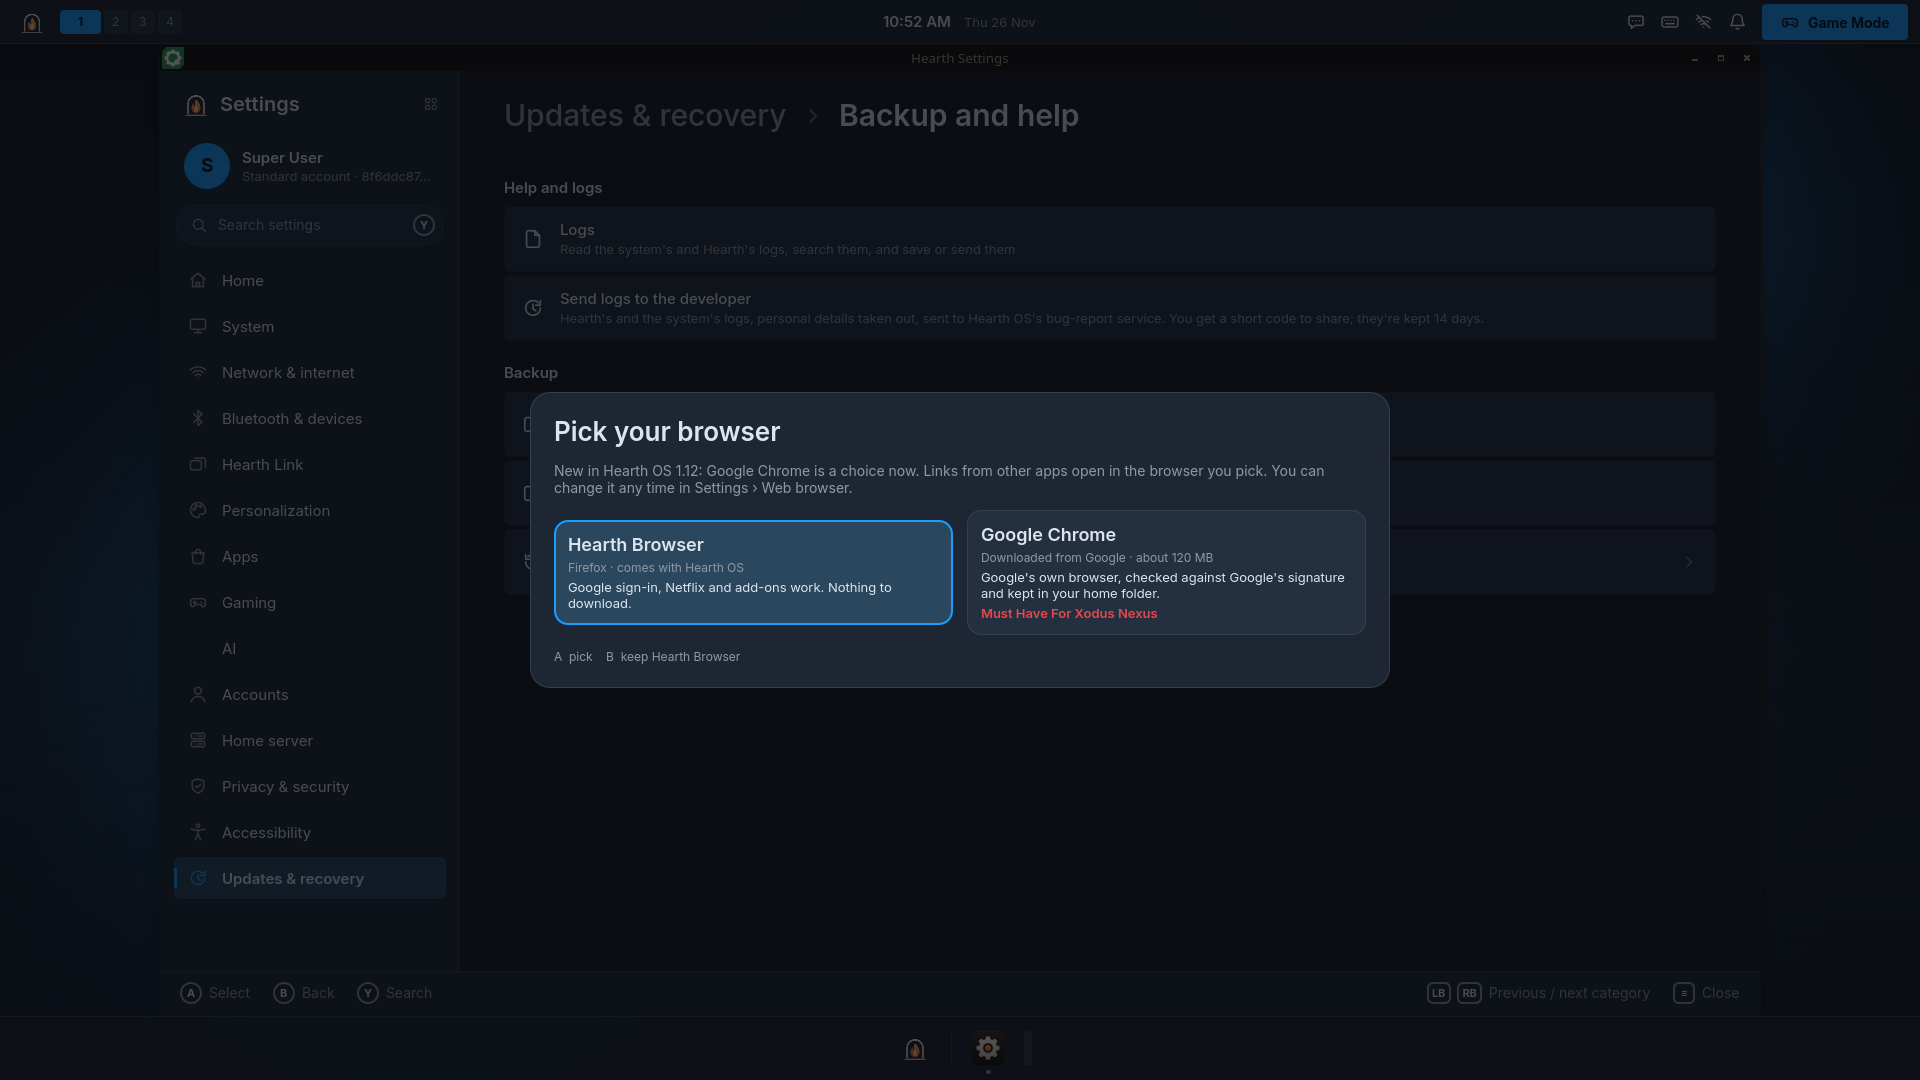 1 2 3 4
10:52 AM Thu 26 Nov
Game Mode
Hearth Settings
Settings
S
Super User
Standard account · 8f6ddc87...
Search settings
Y
Home
System
Network & internet
Bluetooth & devices
Hearth Link
Personalization
Apps
Gaming
AI
Accounts
Home server
Privacy & security
Accessibility
Updates & recovery
Updates & recovery › Backup and help
Help and logs
Logs
Read the system's and Hearth's logs, search them, and save or send them
Send logs to the developer
Hearth's and the system's logs, personal details taken out, sent to Hearth OS's bug-report service. You get a short code to share; they're kept 14 days.
Backup
Pick your browser
New in Hearth OS 1.12: Google Chrome is a choice now. Links from other apps open in the browser you pick. You can
change it any time in Settings › Web browser.
Hearth Browser
Firefox · comes with Hearth OS
Google sign-in, Netflix and add-ons work. Nothing to
download.
Google Chrome
Downloaded from Google · about 120 MB
Google's own browser, checked against Google's signature
and kept in your home folder.
Must Have For Xodus Nexus
A pick B keep Hearth Browser
A Select B Back Y Search
LB RB Previous / next category ≡ Close